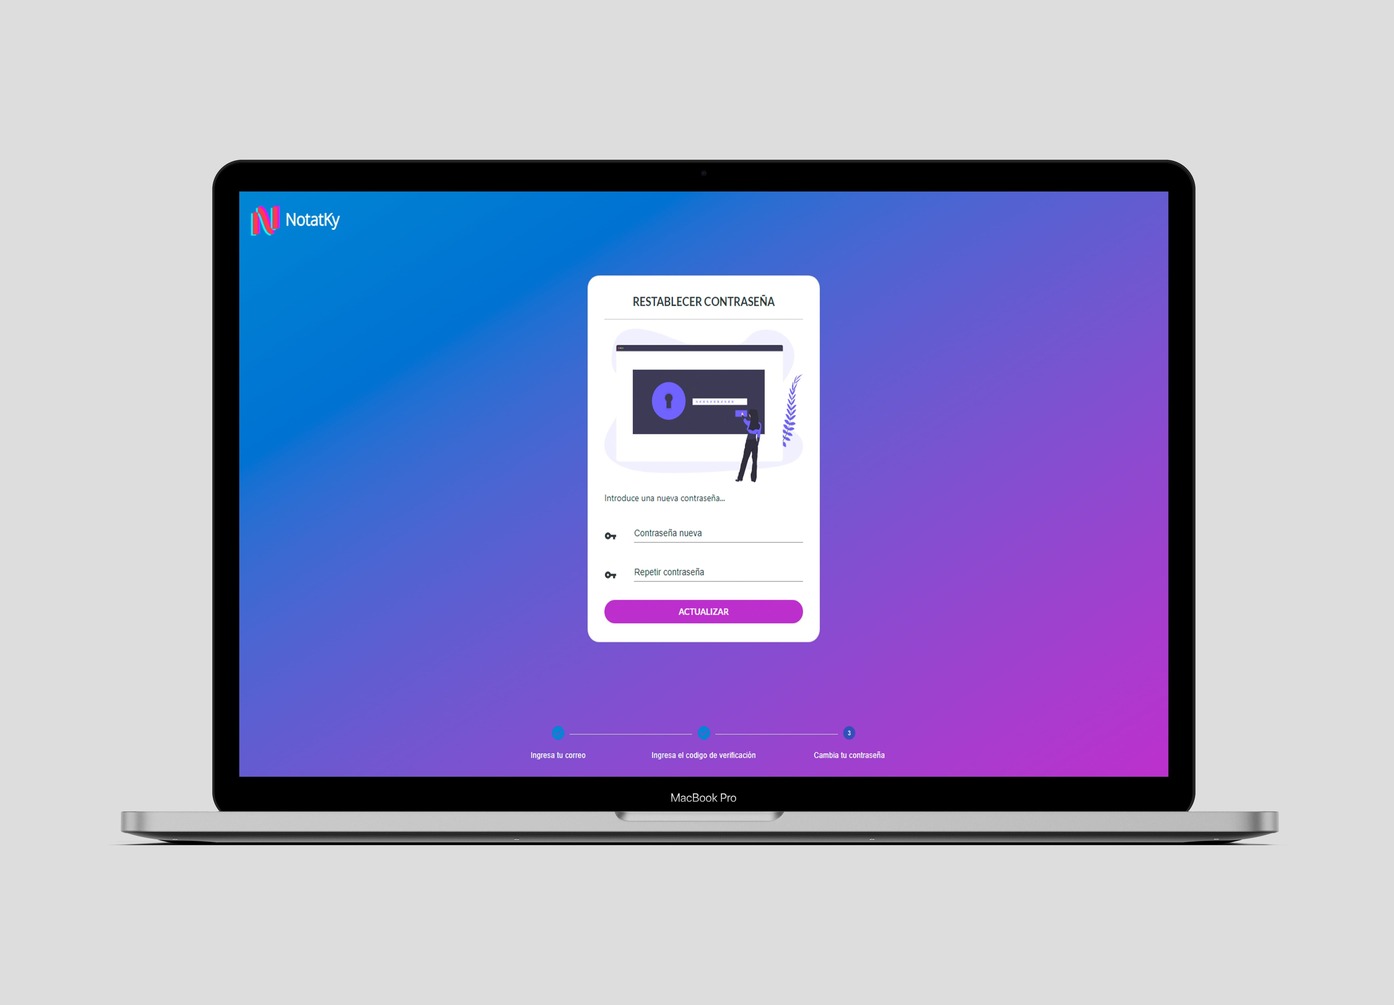 NotatKy
RESTABLECER CONTRASEÑA
Introduce una nueva contraseña...
Contraseña nueva
Repetir contraseña
ACTUALIZAR
3
Ingresa tu correo
Ingresa el codigo de verificación
Cambia tu contraseña
MacBook Pro